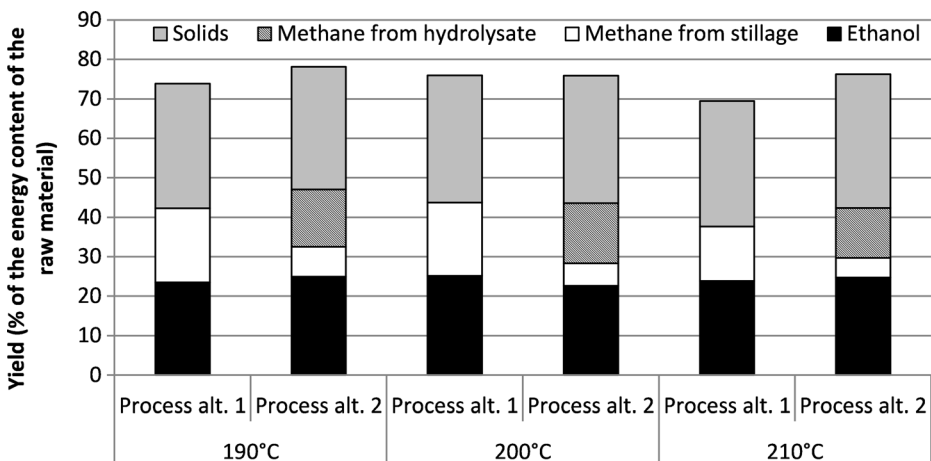 Yield (% of the energy content of the
raw material)
90
80
70
60
50
40
30
20
10
0
Solids Methane from hydrolysate Methane from stillage Ethanol
Process alt. 1 Process alt. 2 Process alt. 1 Process alt. 2 Process alt. 1 Process alt. 2
190°C 200°C 210°C